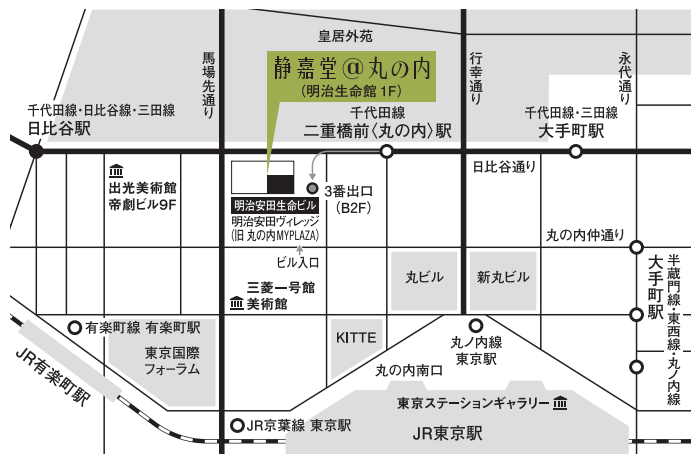 皇居外苑
馬場先通り
静嘉堂@丸の内
(明治生命館 1F)
行幸通り
永代通り
千代田線・日比谷線・三田線
日比谷駅
千代田線
二重橋前〈丸の内〉駅
千代田線・三田線
大手町駅
日比谷通り
出光美術館
帝劇ビル9F
3番出口
(B2F)
明治安田生命ビル
明治安田ヴィレッジ
(旧 丸の内MYPLAZA)
ビル入口
丸の内仲通り
三菱一号館
美術館
丸ビル
新丸ビル
大手町駅
半蔵門線・東西線・丸ノ内線
有楽町線 有楽町駅
東京国際
フォーラム
KITTE
丸ノ内線
東京駅
JR有楽町駅
丸の内南口
東京ステーションギャラリー
JR京葉線 東京駅
JR東京駅